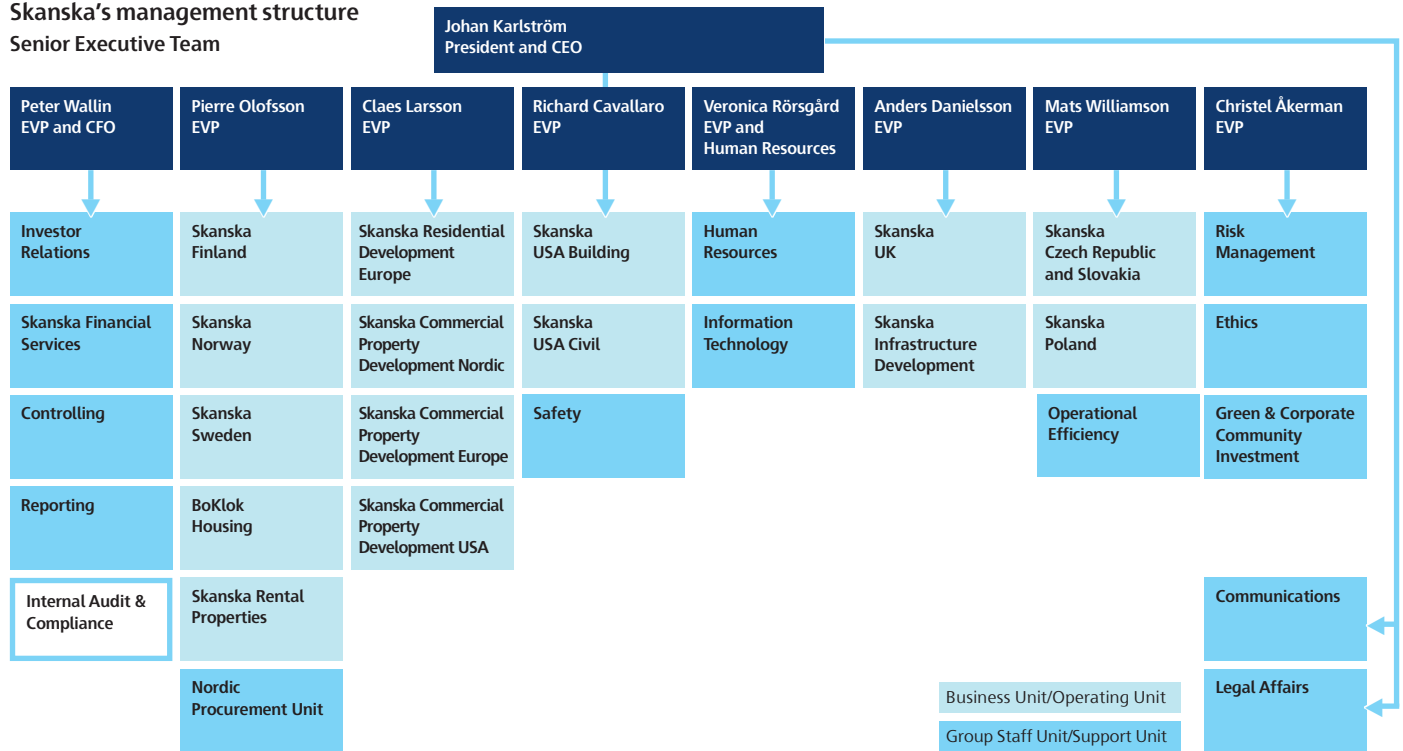 Skanska's management structure
Senior Executive Team
Johan Karlström
President and CEO
Peter Wallin
EVP and CFO
Pierre Olofsson
EVP
Claes Larsson
EVP
Richard Cavallaro
EVP
Veronica Rörsgård
EVP and
Human Resources
Anders Danielsson
EVP
Mats Williamson
EVP
Christel Åkerman
EVP
Investor
Relations
Skanska
Finland
Skanska Residential
Development
Europe
Skanska
USA Building
Human
Resources
Skanska
UK
Skanska
Czech Republic
and Slovakia
Risk
Management
Skanska Financial
Services
Skanska
Norway
Skanska Commercial
Property
Development Nordic
Skanska
USA Civil
Information
Technology
Skanska
Infrastructure
Development
Skanska
Poland
Ethics
Controlling
Skanska
Sweden
Skanska Commercial
Property
Development Europe
Safety
Operational
Efficiency
Green & Corporate
Community
Investment
Reporting
BoKlok
Housing
Skanska Commercial
Property
Development USA
Internal Audit &
Compliance
Skanska Rental
Properties
Communications
Nordic
Procurement Unit
Business Unit/Operating Unit
Group Staff Unit/Support Unit
Legal Affairs